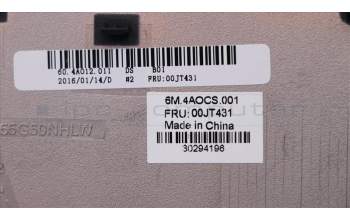 60.4A012.011 DS B01
2016/01/14/D #2 FRU:00JT431
6M.4AOCS.001
FRU:00JT431
Made in China
30294196